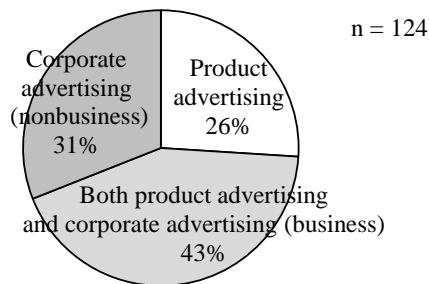 n = 124
Corporate
advertising
(nonbusiness)
31%
Product
advertising
26%
Both product advertising
and corporate advertising (business)
43%